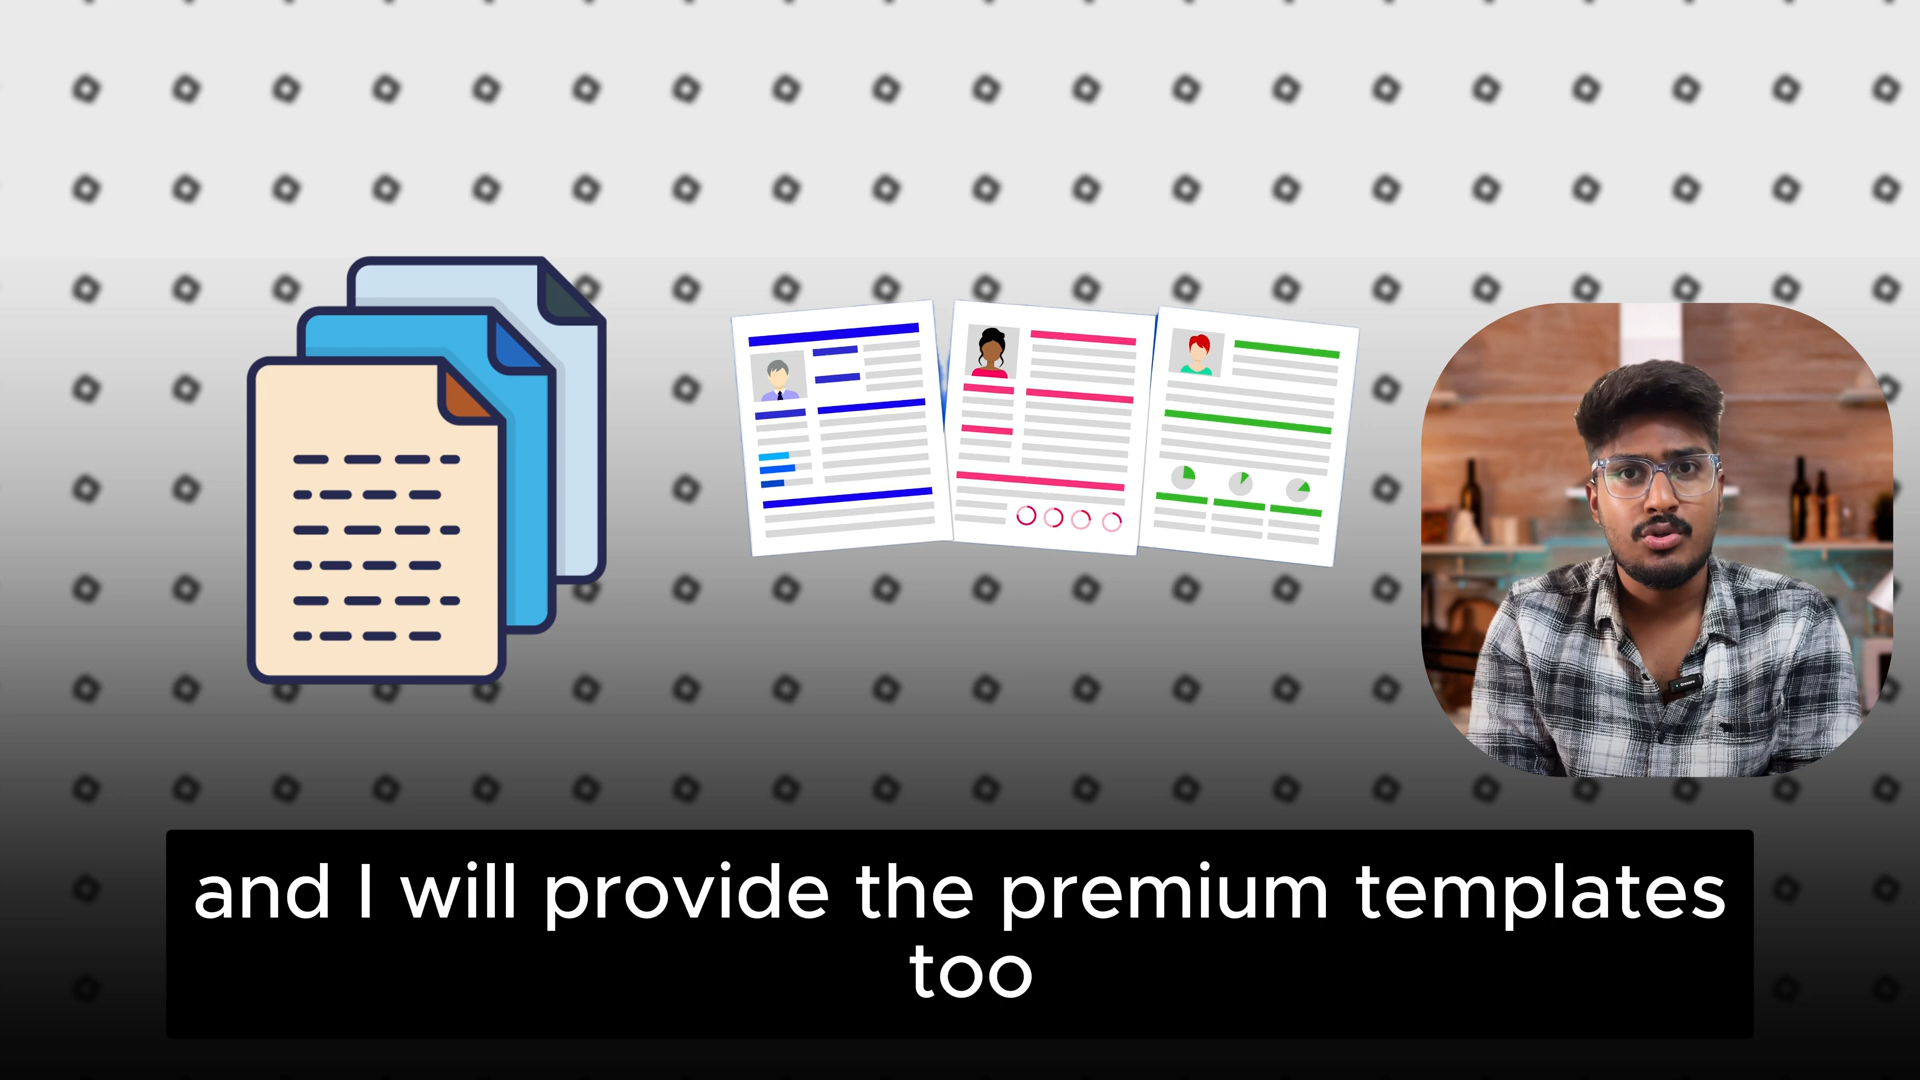 and I will provide the premium templates
too